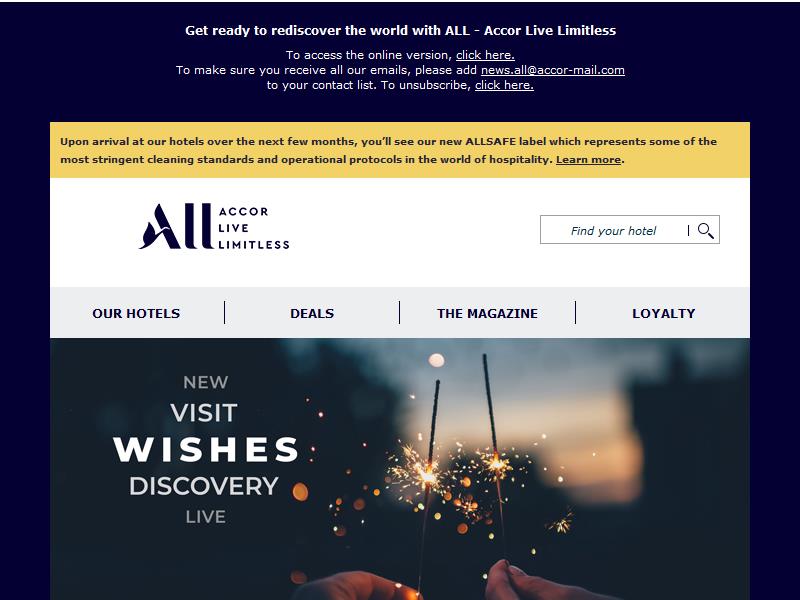 Get ready to rediscover the world with ALL - Accor Live Limitless
To access the online version, click here.
To make sure you receive all our emails, please add news.all@accor-mail.com
to your contact list. To unsubscribe, click here.
Upon arrival at our hotels over the next few months, you’ll see our new ALLSAFE label which represents some of the
most stringent cleaning standards and operational protocols in the world of hospitality. Learn more.
All ACCOR
LIVE
LIMITLESS
Find your hotel
OUR HOTELS
DEALS
THE MAGAZINE
LOYALTY
NEW
VISIT
WISHES
DISCOVERY
LIVE